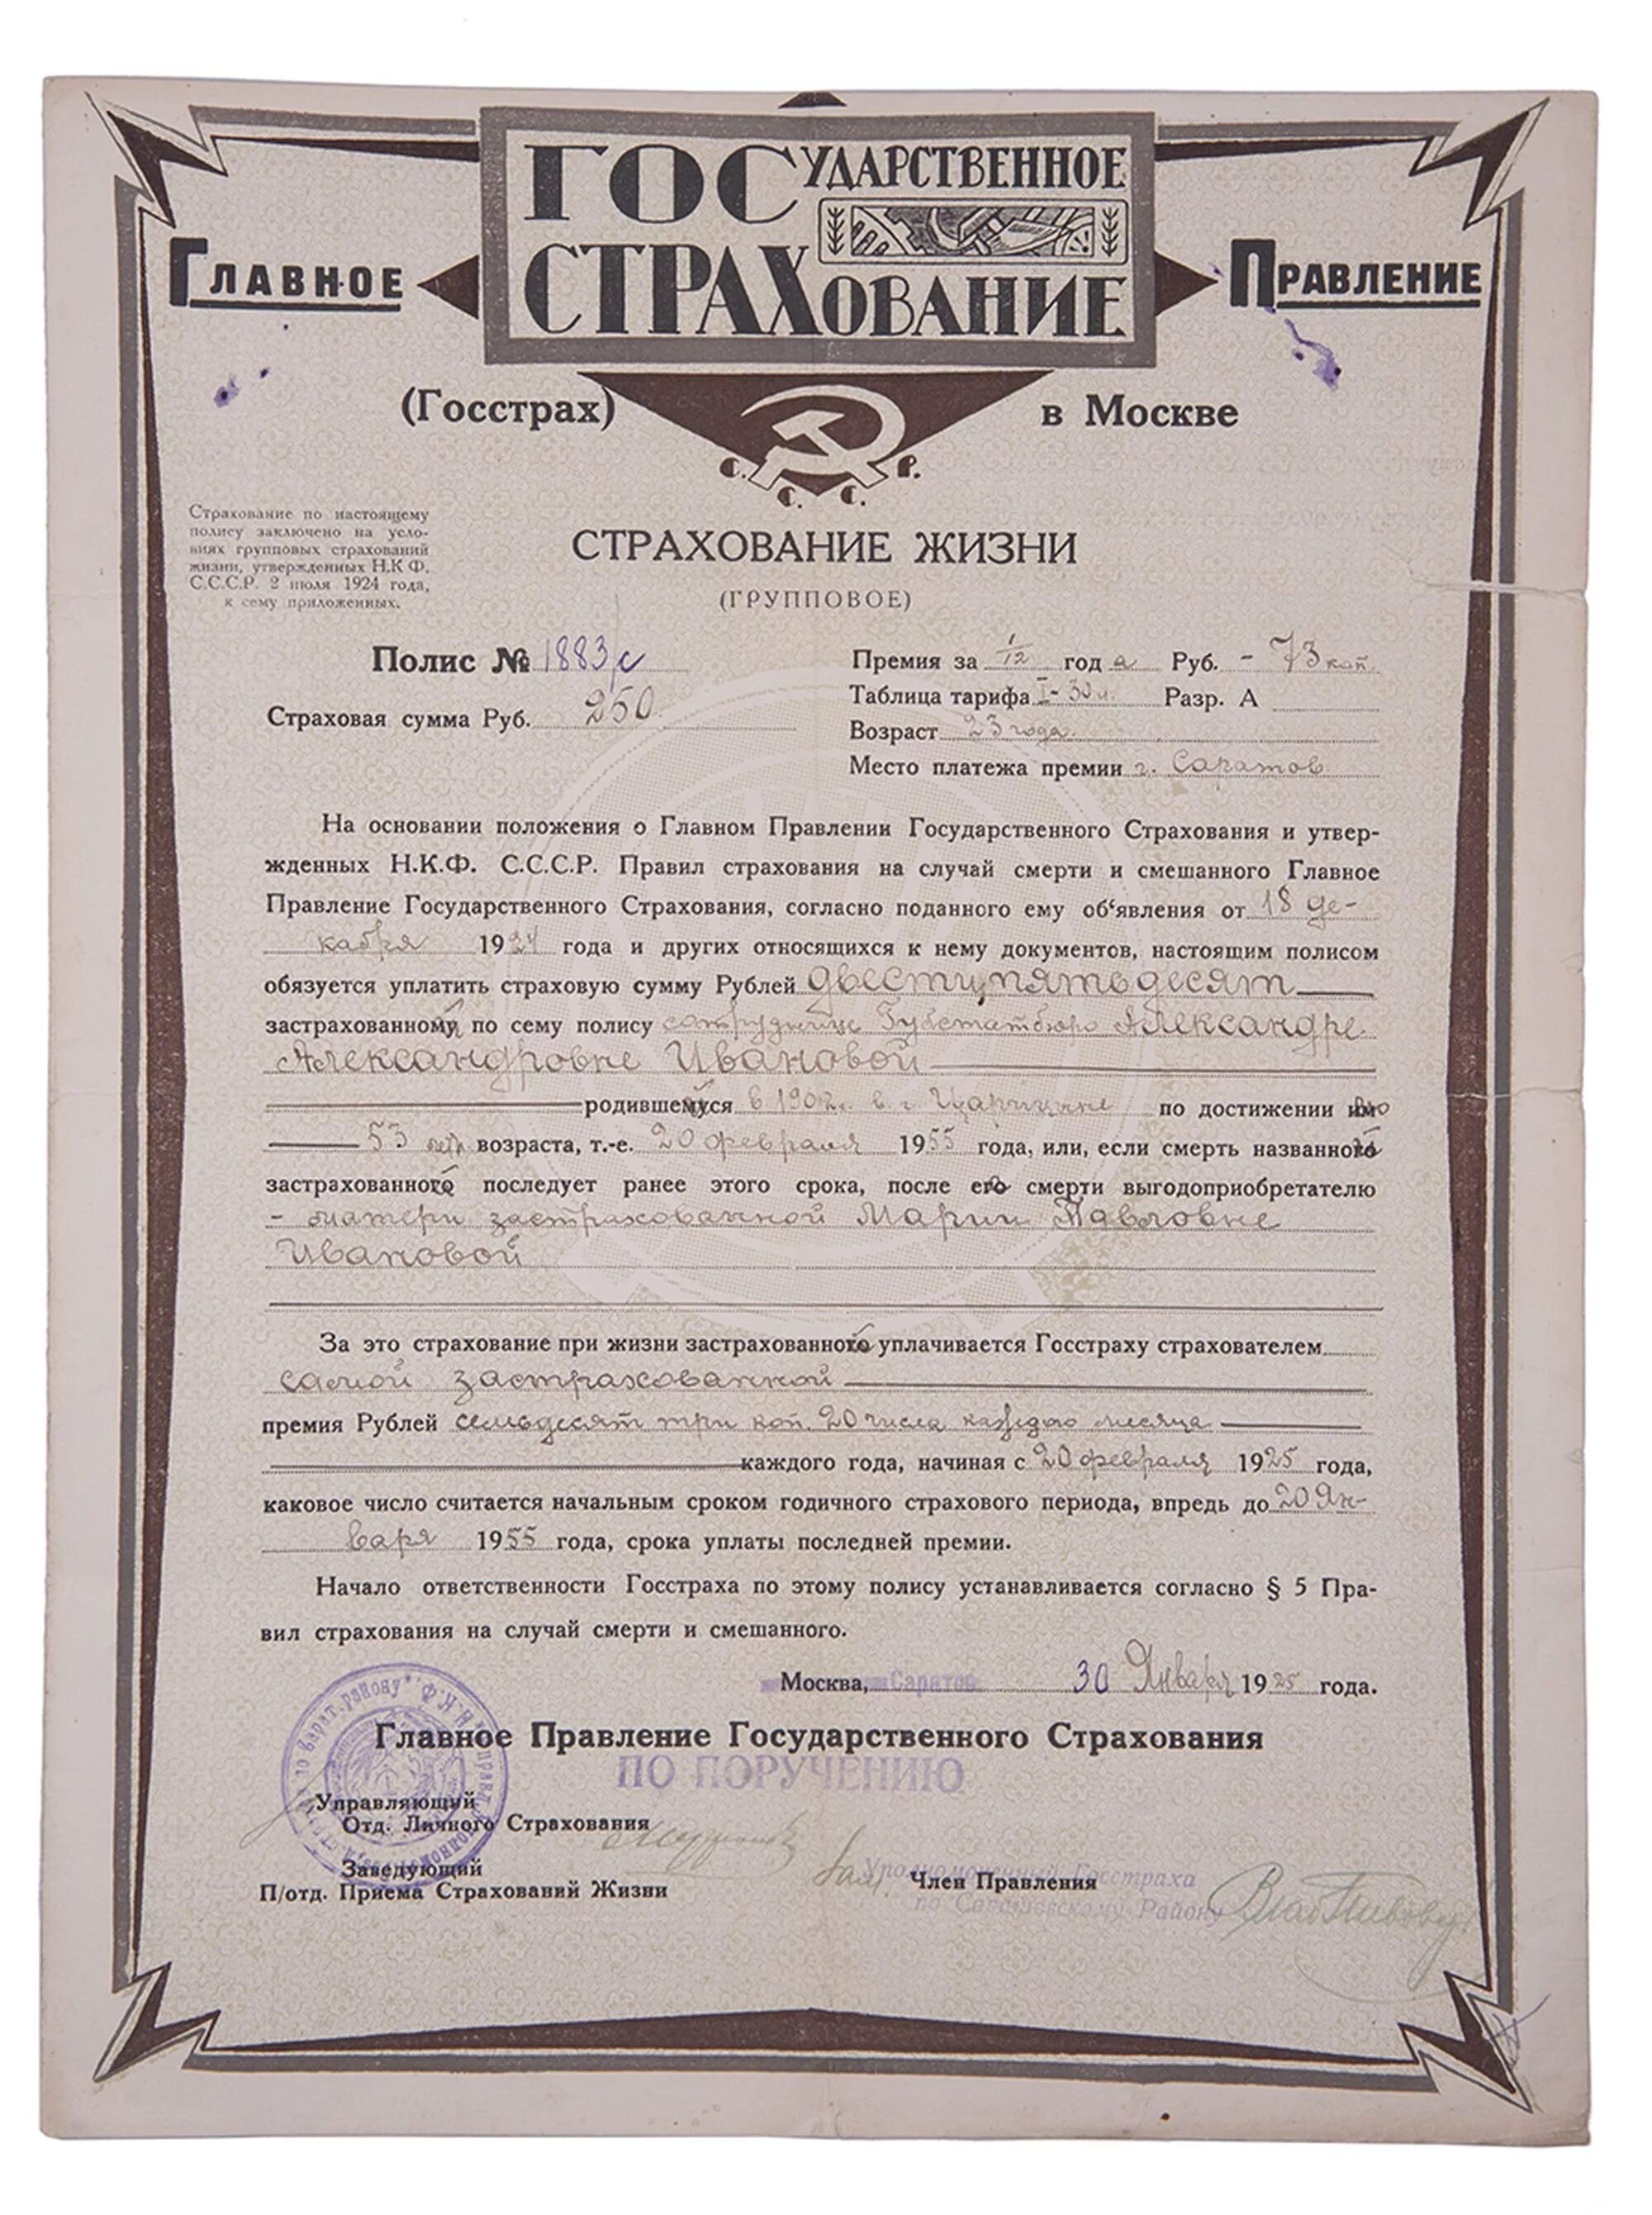 ГОСУДАРСТВЕННОЕ
СТРАХОВАНИЕ
ГЛАВНОЕ
ПРАВЛЕНИЕ
(Госстрах)
в Москве
С. С. С. Р.
Страхование по настоящему
полису заключено на усло-
виях групповых страхований
жизни, утвержденных Н.К Ф.
С.С.С.Р. 2 июля 1924 года,
к сему приложенных.
СТРАХОВАНИЕ ЖИЗНИ
(ГРУППОВОЕ)
Полис № 1883/с
Страховая сумма Руб. 250
Премия за 1/12 года Руб. - 73 коп.
Таблица тарифа I-30 л. Разр. А
Возраст 23 года.
Место платежа премии г. Саратов
На основании положения о Главном Правлении Государственного Страхования и утвер-
жденных Н.К.Ф. С.С.С.Р. Правил страхования на случай смерти и смешанного Главное
Правление Государственного Страхования, согласно поданного ему об‘явления от 18 де-
кабря 1924 года и других относящихся к нему документов, настоящим полисом
обязуется уплатить страховую сумму Рублей двести пятьдесят
застрахованной по сему полису сотруднице Губстатбюро Александре
Александровне Ивановой
родившейся в 1902 г. в г. Царицыне по достижении ею
53 лет возраста, т.-е. 20 февраля 1955 года, или, если смерть названной
застрахованной последует ранее этого срока, после ее смерти выгодоприобретателю
- матери застрахованной Марии Павловне
Ивановой
За это страхование при жизни застрахованной уплачивается Госстраху страхователем
самой застрахованной
премия Рублей семьдесят три коп. 20 числа каждого месяца
каждого года, начиная с 20 февраля 1925 года,
каковое число считается начальным сроком годичного страхового периода, впредь до 20 Ян-
варя 1955 года, срока уплаты последней премии.
Начало ответственности Госстраха по этому полису устанавливается согласно § 5 Пра-
вил страхования на случай смерти и смешанного.
Москва, Саратов 30 Января 1925 года.
Главное Правление Государственного Страхования
ПО ПОРУЧЕНИЮ
Управляющий
Отд. Личного Страхования
Заведующий
П/отд. Приема Страхований Жизни
Член Правления
Уполномоченный Госстраха
по Саратовскому Району